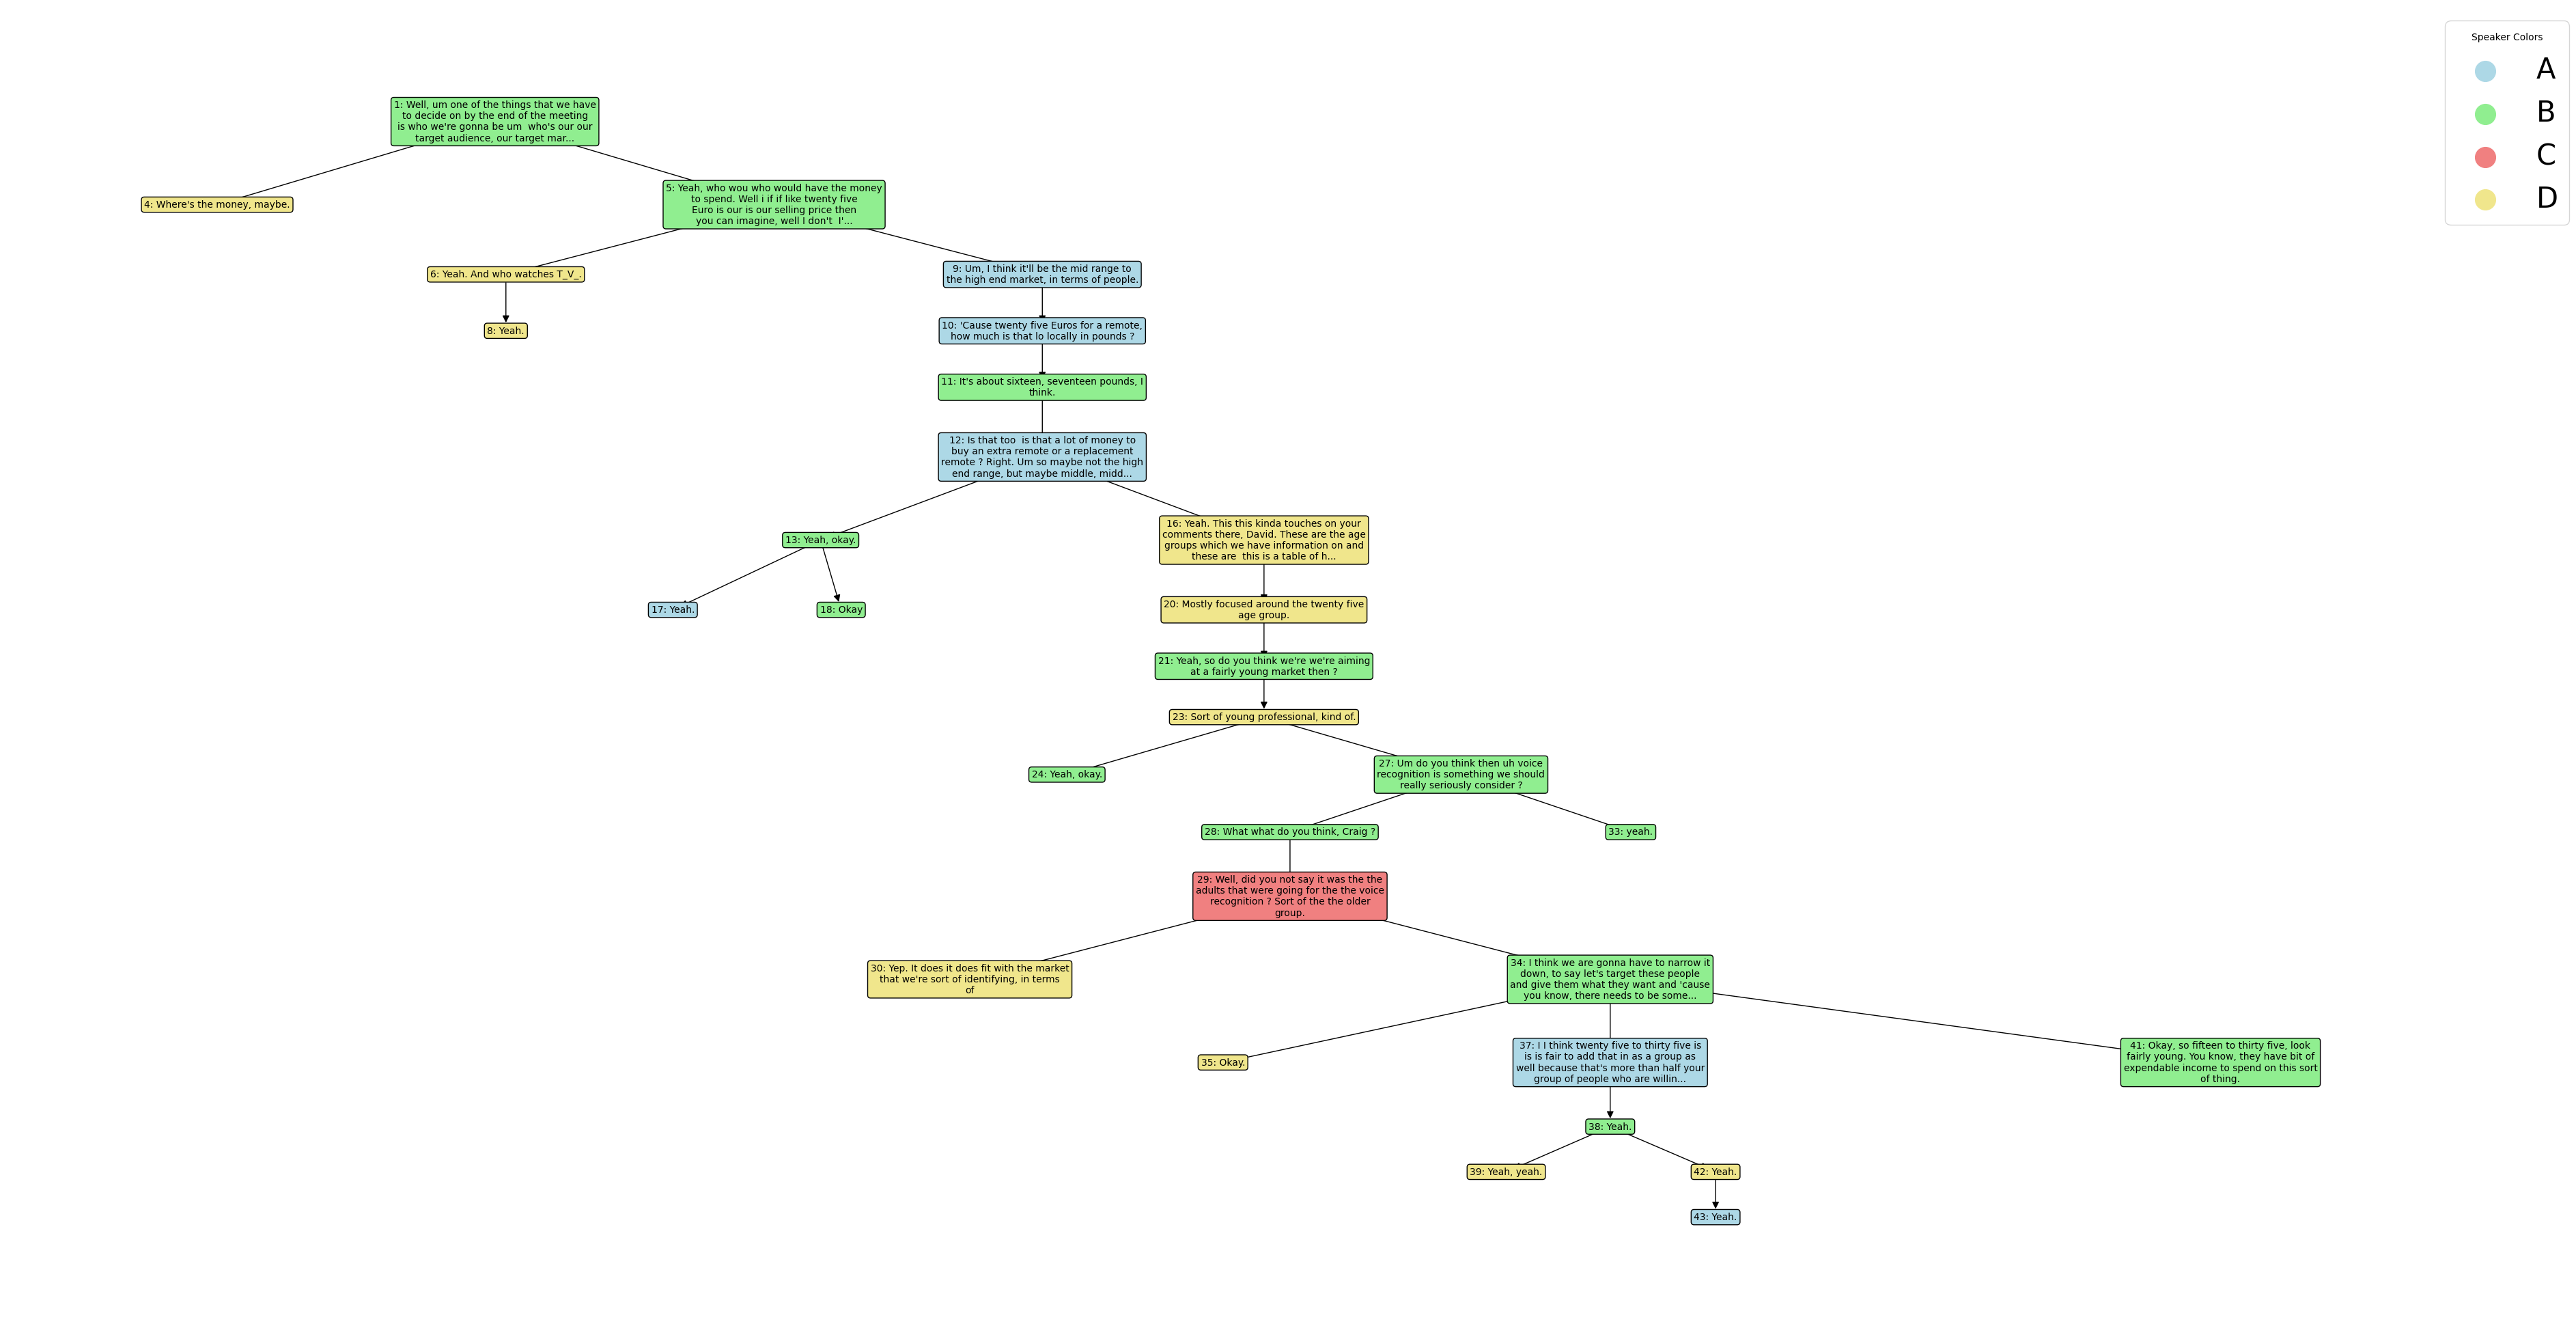 Speaker Colors
A
B
C
D
1: Well, um one of the things that we have
to decide on by the end of the meeting
is who we're gonna be um  who's our our
target audience, our target mar...
4: Where's the money, maybe.
5: Yeah, who wou who would have the money
to spend. Well i if if like twenty five
Euro is our is our selling price then
you can imagine, well I don't  I'...
6: Yeah. And who watches T_V_.
9: Um, I think it'll be the mid range to
the high end market, in terms of people.
8: Yeah.
10: 'Cause twenty five Euros for a remote,
how much is that lo locally in pounds ?
11: It's about sixteen, seventeen pounds, I
think.
12: Is that too  is that a lot of money to
buy an extra remote or a replacement
remote ? Right. Um so maybe not the high
end range, but maybe middle, midd...
13: Yeah, okay.
16: Yeah. This this kinda touches on your
comments there, David. These are the age
groups which we have information on and
these are  this is a table of h...
17: Yeah.
18: Okay
20: Mostly focused around the twenty five
age group.
21: Yeah, so do you think we're we're aiming
at a fairly young market then ?
23: Sort of young professional, kind of.
24: Yeah, okay.
27: Um do you think then uh voice
recognition is something we should
really seriously consider ?
28: What what do you think, Craig ?
33: yeah.
29: Well, did you not say it was the the
adults that were going for the the voice
recognition ? Sort of the the older
group.
30: Yep. It does it does fit with the market
that we're sort of identifying, in terms
of
34: I think we are gonna have to narrow it
down, to say let's target these people
and give them what they want and 'cause
you know, there needs to be some...
35: Okay.
37: I I think twenty five to thirty five is
is is fair to add that in as a group as
well because that's more than half your
group of people who are willin...
41: Okay, so fifteen to thirty five, look
fairly young. You know, they have bit of
expendable income to spend on this sort
of thing.
38: Yeah.
39: Yeah, yeah.
42: Yeah.
43: Yeah.